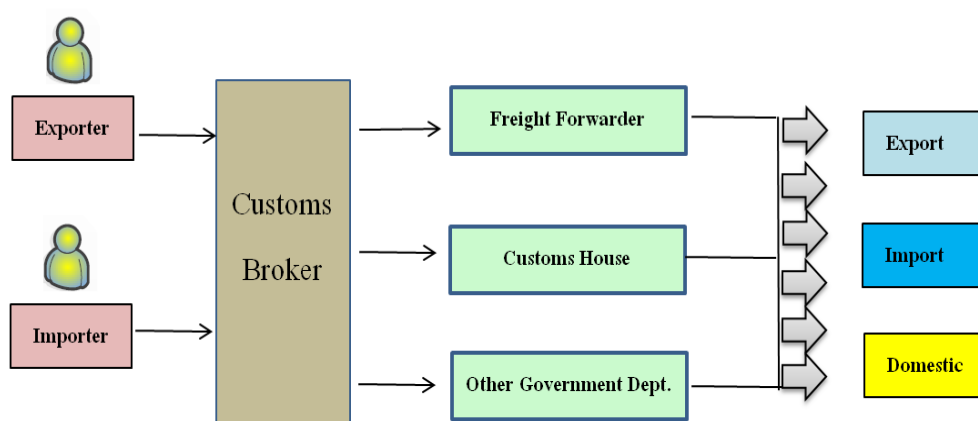 Exporter
Importer
Customs
Broker
Freight Forwarder
Customs House
Other Government Dept.
Export
Import
Domestic